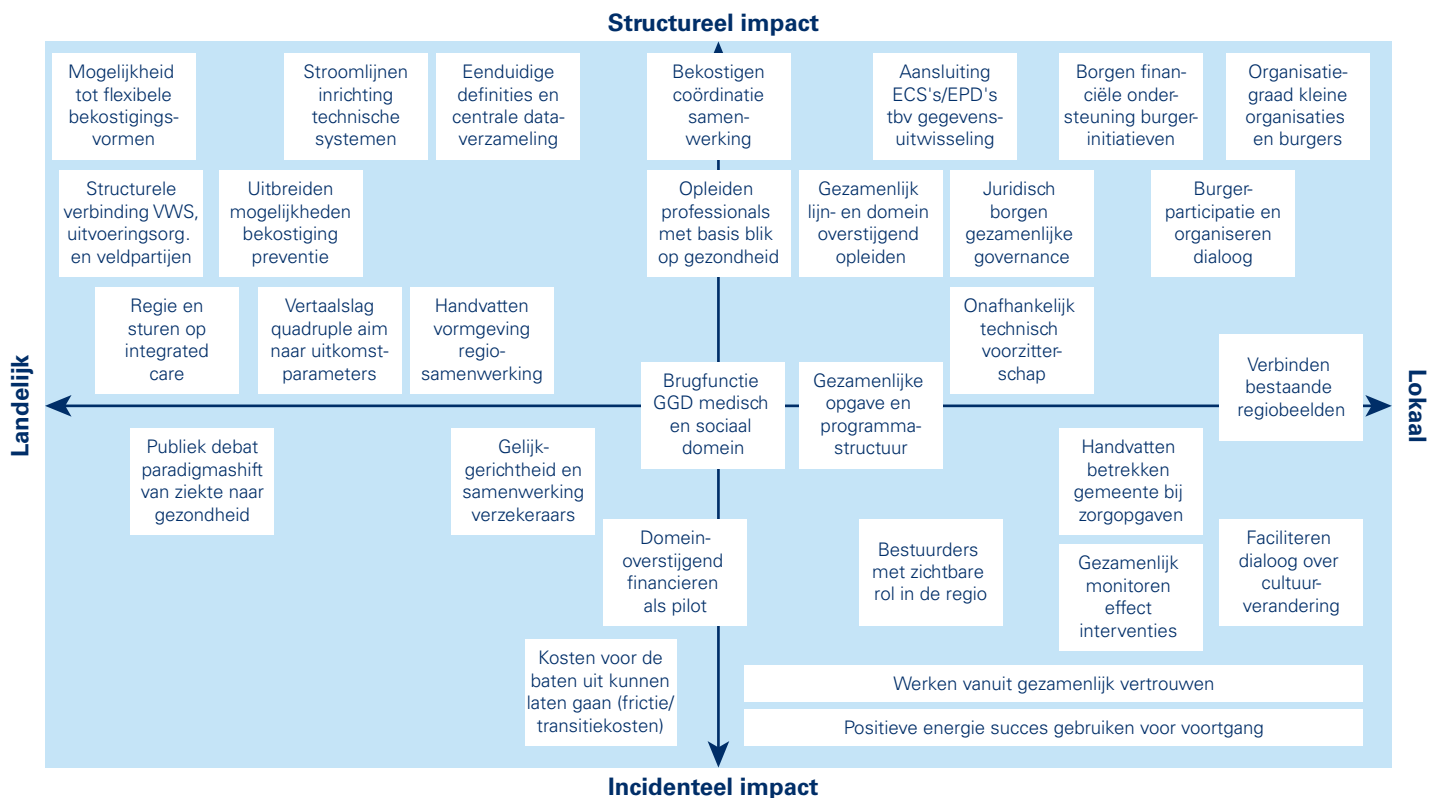 Structureel impact
Mogelijkheid
tot flexibele
bekostigings-
vormen
Stroomlijnen
inrichting
technische
systemen
Eenduidige
definities en
centrale data-
verzameling
Bekostigen
coördinatie
samen-
werking
Aansluiting
ECS's/EPD's
tbv gegevens-
uitwisseling
Borgen finan-
ciële onder-
steuning burger-
initiatieven
Organisatie-
graad kleine
organisaties
en burgers
Structurele
verbinding VWS,
uitvoeringsorg.
en veldpartijen
Uitbreiden
mogelijkheden
bekostiging
preventie
Opleiden
professionals
met basis blik
op gezondheid
Gezamenlijk
lijn- en domein
overstijgend
opleiden
Juridisch
borgen
gezamenlijke
governance
Burger-
participatie en
organiseren
dialoog
Regie en
sturen op
integrated
care
Vertaalslag
quadruple aim
naar uitkomst-
parameters
Handvatten
vormgeving
regio-
samenwerking
Onafhankelijk
technisch
voorzitter-
schap
Verbinden
bestaande
regiobeelden
Landelijk
Brugfunctie
GGD medisch
en sociaal
domein
Gezamenlijke
opgave en
programma-
structuur
Lokaal
Publiek debat
paradigmashift
van ziekte naar
gezondheid
Gelijk-
gerichtheid en
samenwerking
verzekeraars
Handvatten
betrekken
gemeente bij
zorgopgaven
Domein-
overstijgend
financieren
als pilot
Bestuurders
met zichtbare
rol in de regio
Gezamenlijk
monitoren
effect
interventies
Faciliteren
dialoog over
cultuur-
verandering
Kosten voor de
baten uit kunnen
laten gaan (frictie/
transitiekosten)
Werken vanuit gezamenlijk vertrouwen
Positieve energie succes gebruiken voor voortgang
Incidenteel impact